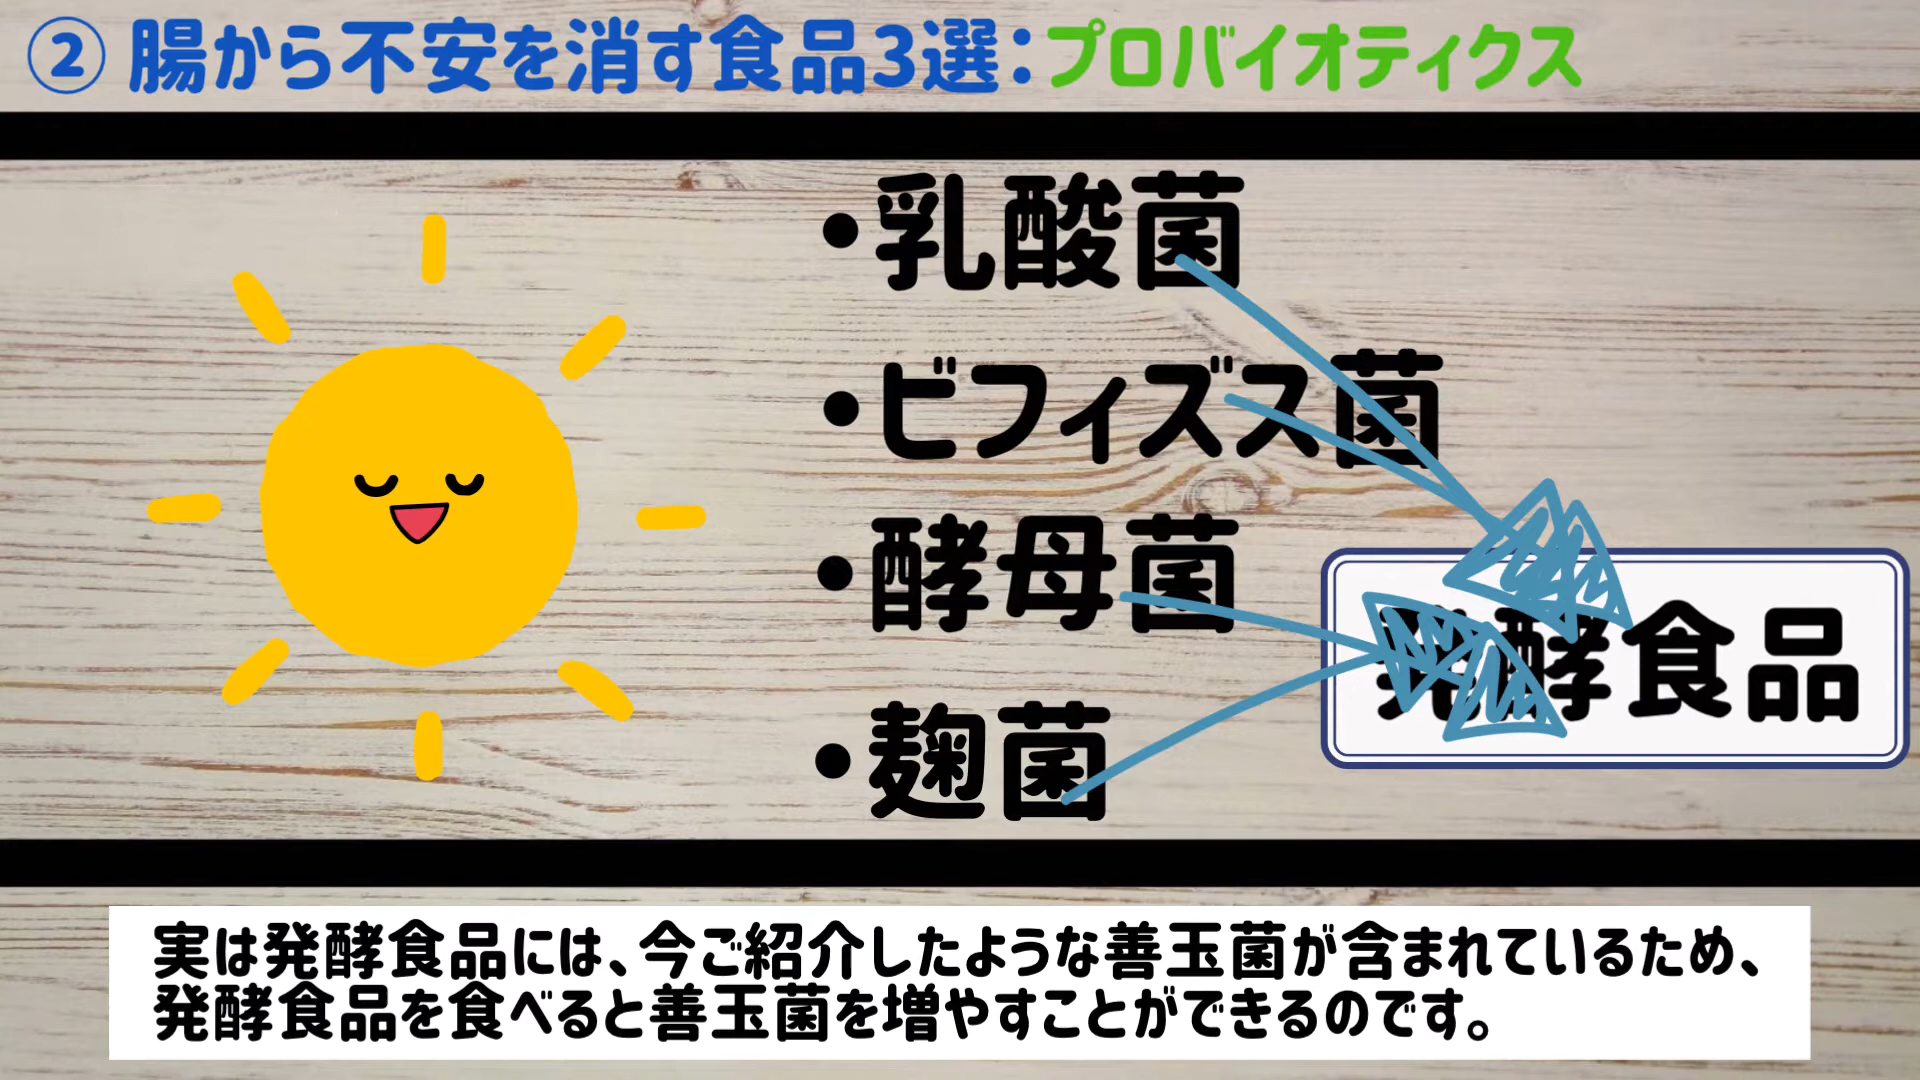 ② 腸から不安を消す食品3選：プロバイオティクス
・乳酸菌
・ビフィズス菌
・酵母菌
発酵食品
・麹菌
実は発酵食品には、今ご紹介したような善玉菌が含まれているため、
発酵食品を食べると善玉菌を増やすことができるのです。